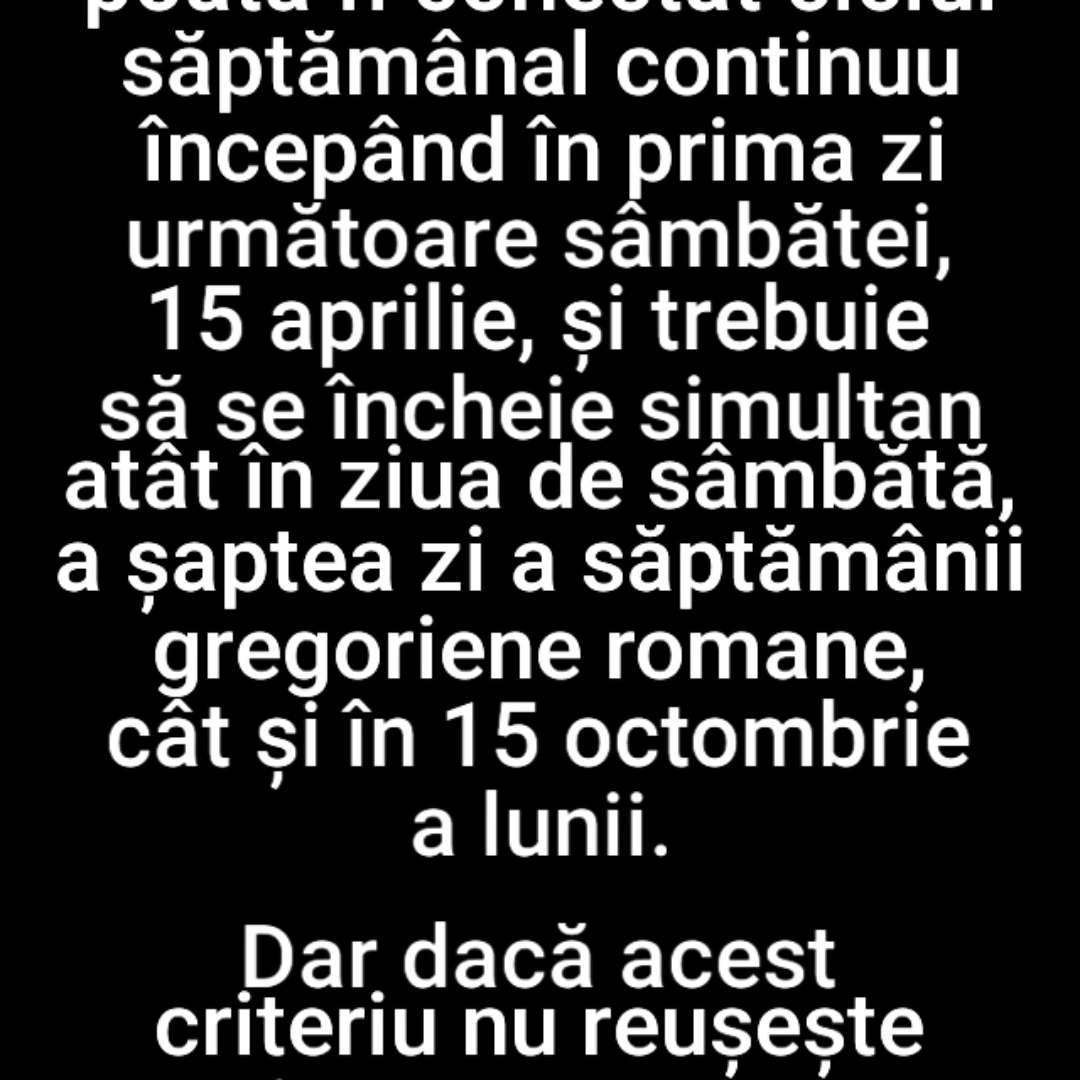 săptămânal continuu
începând în prima zi
următoare sâmbătei,
15 aprilie, și trebuie
să se încheie simultan
atât în ziua de sâmbătă,
a șaptea zi a săptămânii
gregoriene romane,
cât și în 15 octombrie
a lunii.
Dar dacă acest
criteriu nu reușește